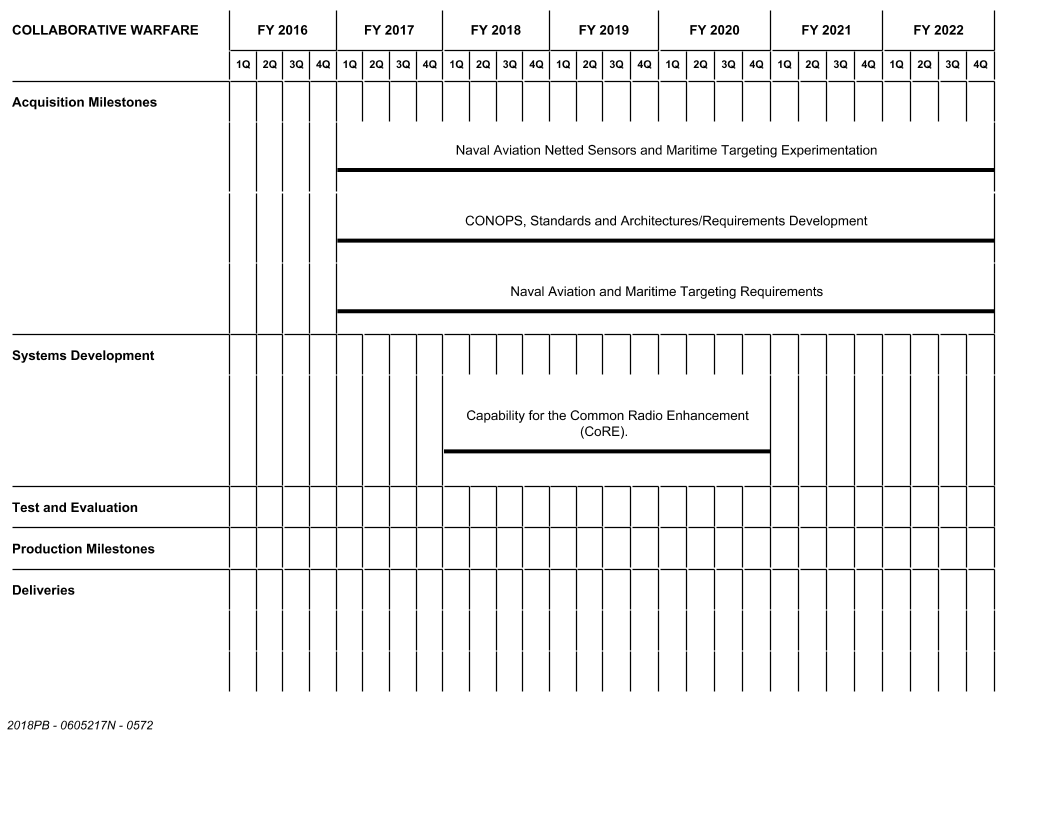 COLLABORATIVE WARFARE FY 2016 FY 2017 FY 2018 FY 2019 FY 2020 FY 2021 FY 2022
1Q 2Q 3Q 4Q 1Q 2Q 3Q 4Q 1Q 2Q 3Q 4Q 1Q 2Q 3Q 4Q 1Q 2Q 3Q 4Q 1Q 2Q 3Q 4Q 1Q 2Q 3Q 4Q
Acquisition Milestones
Naval Aviation Netted Sensors and Maritime Targeting Experimentation
CONOPS, Standards and Architectures/Requirements Development
Naval Aviation and Maritime Targeting Requirements
Systems Development
Capability for the Common Radio Enhancement
(CoRE).
Test and Evaluation
Production Milestones
Deliveries
2018PB - 0605217N - 0572